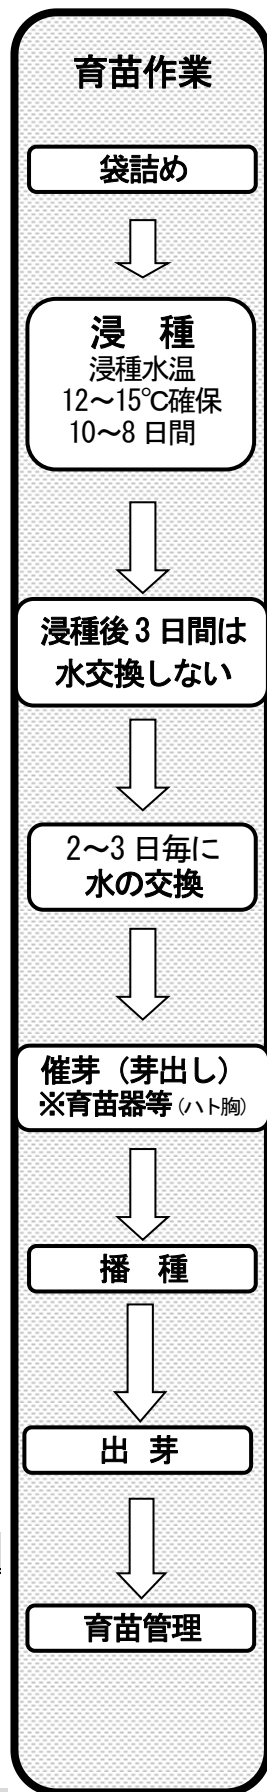 育苗作業
袋詰め
浸　種
浸種水温
12～15℃確保
10～8 日間
浸種後 3 日間は
水交換しない
2～3 日毎に
水の交換
催芽（芽出し）
※育苗器等（ハト胸）
播　種
出　芽
育苗管理